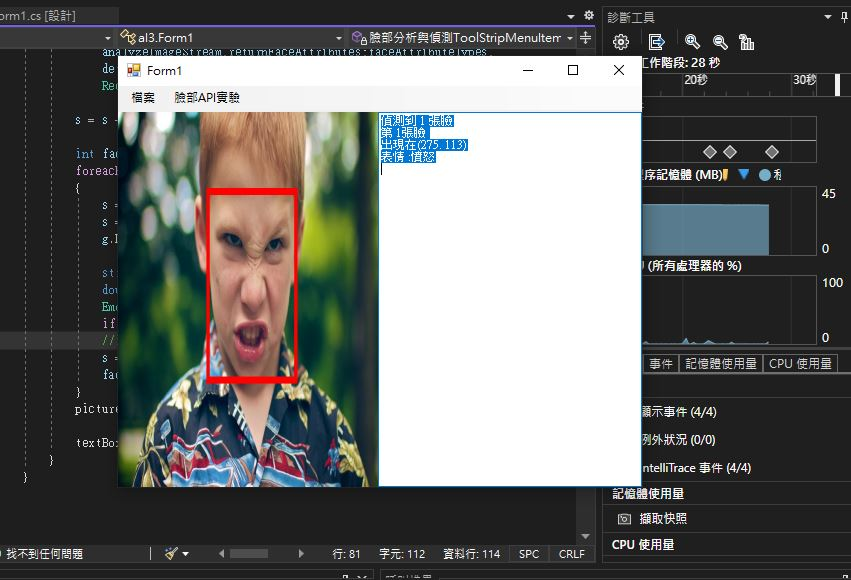 orm1.cs [設計]
al3.Form1
臉部分析與偵測ToolStripMenuItem
analyzeImageStream,returnFaceAttributes:faceAttributeTypes,
de
Rec
s = s
int fac
foreach
{
s =
s =
g.D
str
dou
Emo
if
//
s =
fac
}
picture
textBo
}
}
Form1
檔案 臉部API實驗
偵測到 1 張臉
第 1張臉
出現在(275, 113)
表情 :憤怒
找不到任何問題
行: 81 字元: 112 資料行: 114 SPC CRLF
診斷工具
工作階段: 28 秒
20秒 30秒
序記憶體 (MB)
45
0
(所有處理器的 %)
100
0
事件 記憶體使用量 CPU 使用量
顯示事件 (4/4)
例外狀況 (0/0)
IntelliTrace 事件 (4/4)
記憶體使用量
擷取快照
CPU 使用量